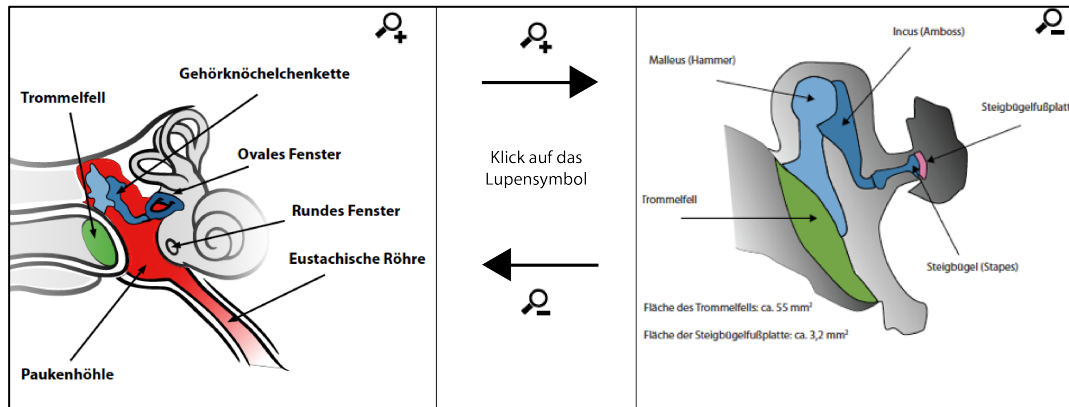 Gehörknöchelchenkette
Trommelfell
Ovales Fenster
Rundes Fenster
Eustachische Röhre
Paukenhöhle
Klick auf das
Lupensymbol
Incus (Amboss)
Malleus (Hammer)
Steigbügelfußplatt
Trommelfell
Steigbügel (Stapes)
Fläche des Trommelfells: ca. 55 mm²
Fläche der Steigbügelfußplatte: ca. 3,2 mm²